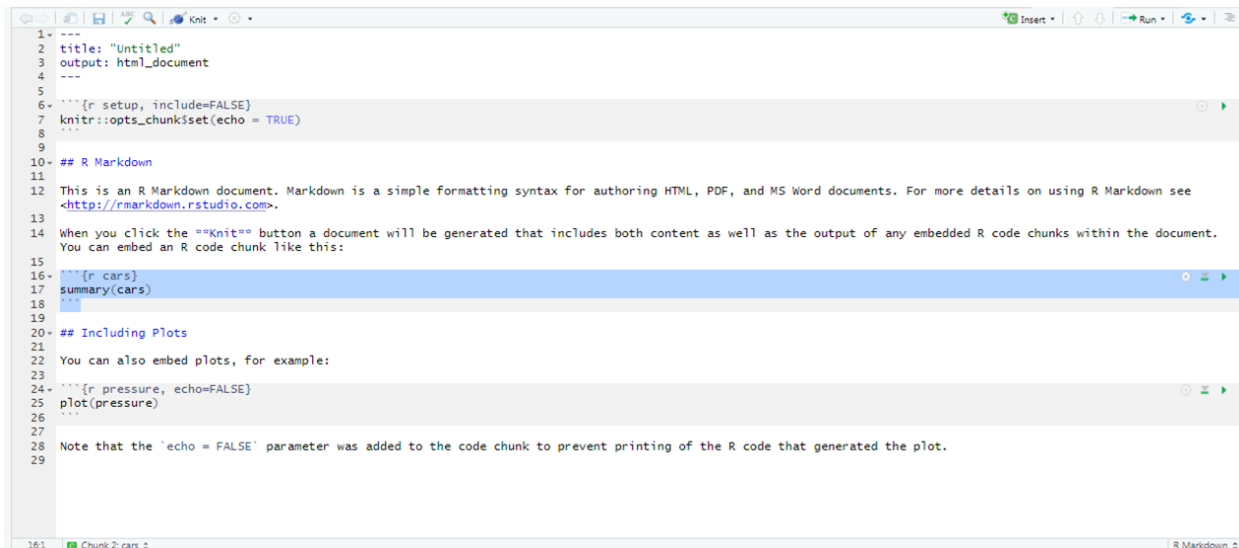 ABC Knit Insert Run
1 ---
2 title: "Untitled"
3 output: html_document
4 ---
5
6 ```{r setup, include=FALSE}
7 knitr::opts_chunk$set(echo = TRUE)
8 ```
9
10 ## R Markdown
11
12 This is an R Markdown document. Markdown is a simple formatting syntax for authoring HTML, PDF, and MS Word documents. For more details on using R Markdown see
<http://rmarkdown.rstudio.com>.
13
14 When you click the **Knit** button a document will be generated that includes both content as well as the output of any embedded R code chunks within the document.
You can embed an R code chunk like this:
15
16 ```{r cars}
17 summary(cars)
18 ```
19
20 ## Including Plots
21
22 You can also embed plots, for example:
23
24 ```{r pressure, echo=FALSE}
25 plot(pressure)
26 ```
27
28 Note that the `echo = FALSE` parameter was added to the code chunk to prevent printing of the R code that generated the plot.
29
16:1 Chunk 2: cars R Markdown